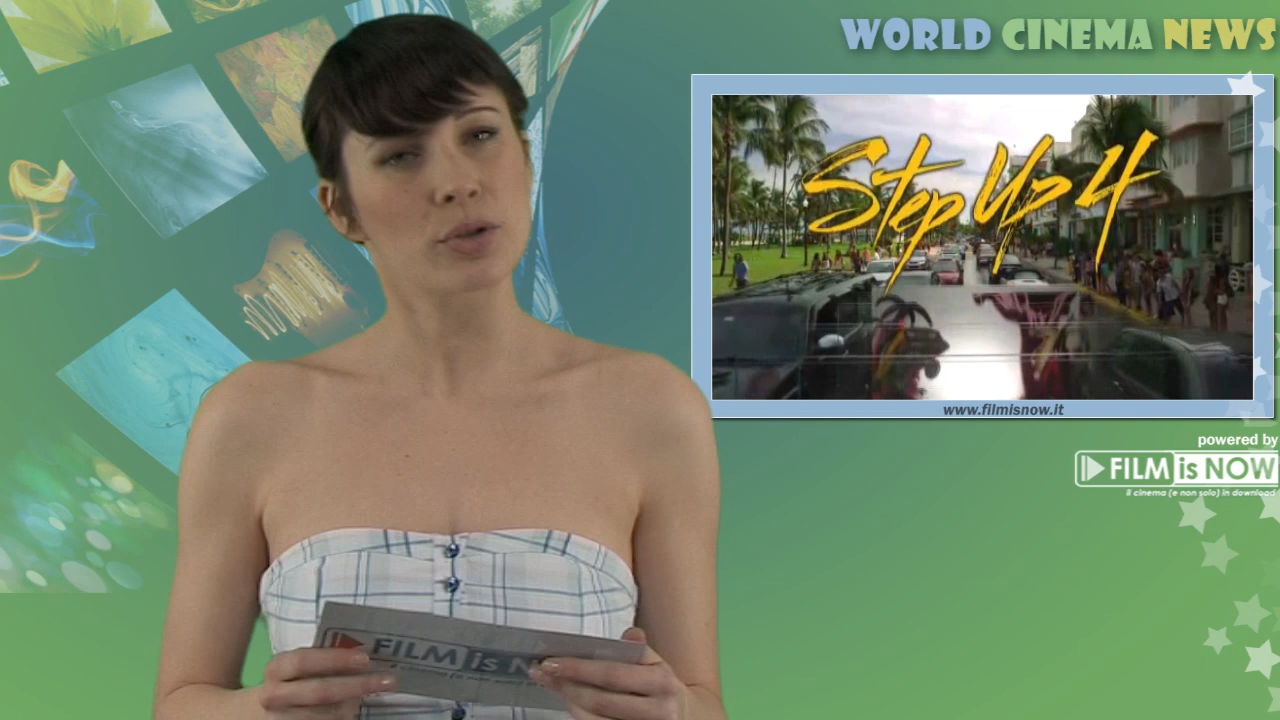 WORLD CINEMA NEWS
Step Up 4
www.filmisnow.it
powered by
FILM is NOW
il cinema (e non solo) in download
FILM is N